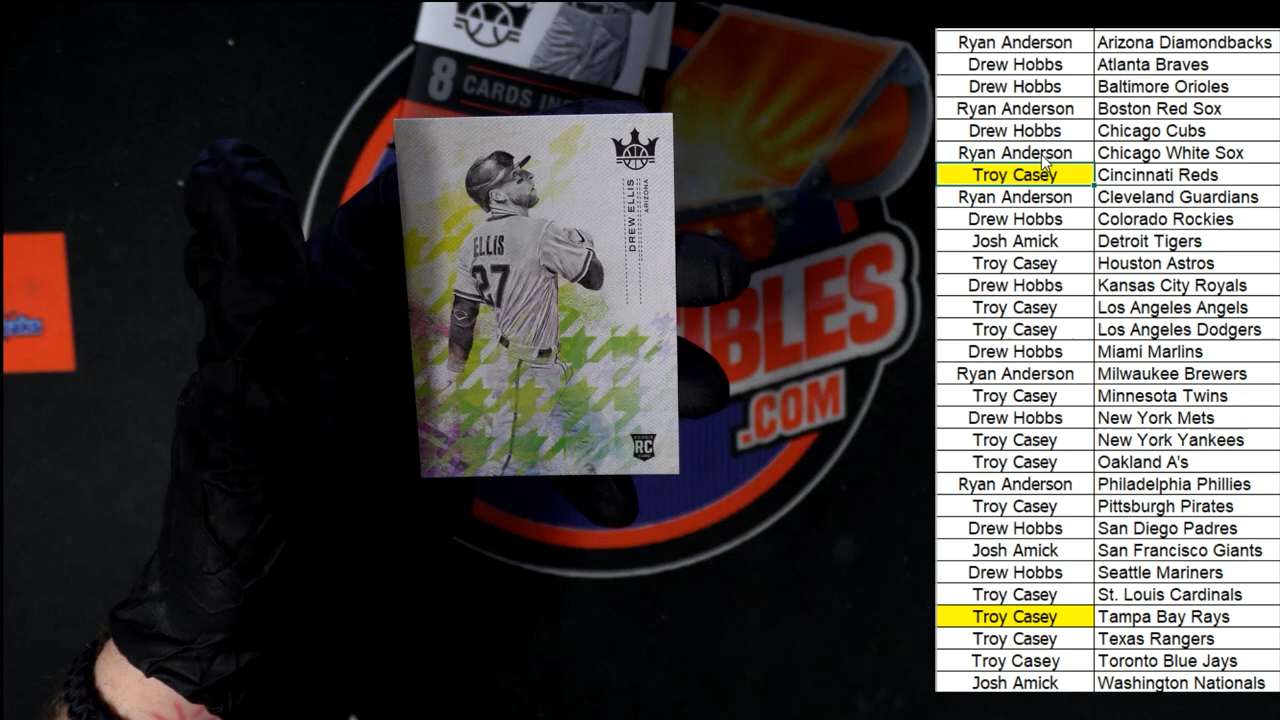 8 CARDS INC
DREW ELLIS
ARIZONA
ELLIS
27
ROOKIE
RC
CARD
IBLES
.COM
Ryan Anderson Arizona Diamondbacks
Drew Hobbs Atlanta Braves
Drew Hobbs Baltimore Orioles
Ryan Anderson Boston Red Sox
Drew Hobbs Chicago Cubs
Ryan Anderson Chicago White Sox
Troy Casey Cincinnati Reds
Ryan Anderson Cleveland Guardians
Drew Hobbs Colorado Rockies
Josh Amick Detroit Tigers
Troy Casey Houston Astros
Drew Hobbs Kansas City Royals
Troy Casey Los Angeles Angels
Troy Casey Los Angeles Dodgers
Drew Hobbs Miami Marlins
Ryan Anderson Milwaukee Brewers
Troy Casey Minnesota Twins
Drew Hobbs New York Mets
Troy Casey New York Yankees
Troy Casey Oakland A's
Ryan Anderson Philadelphia Phillies
Troy Casey Pittsburgh Pirates
Drew Hobbs San Diego Padres
Josh Amick San Francisco Giants
Drew Hobbs Seattle Mariners
Troy Casey St. Louis Cardinals
Troy Casey Tampa Bay Rays
Troy Casey Texas Rangers
Troy Casey Toronto Blue Jays
Josh Amick Washington Nationals